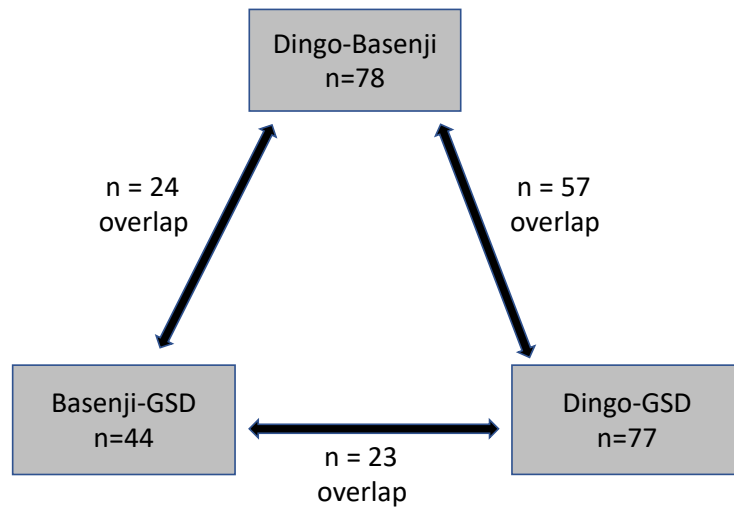 Dingo-Basenji
n=78
n = 24
overlap
n = 57
overlap
Basenji-GSD
n=44
Dingo-GSD
n=77
n = 23
overlap